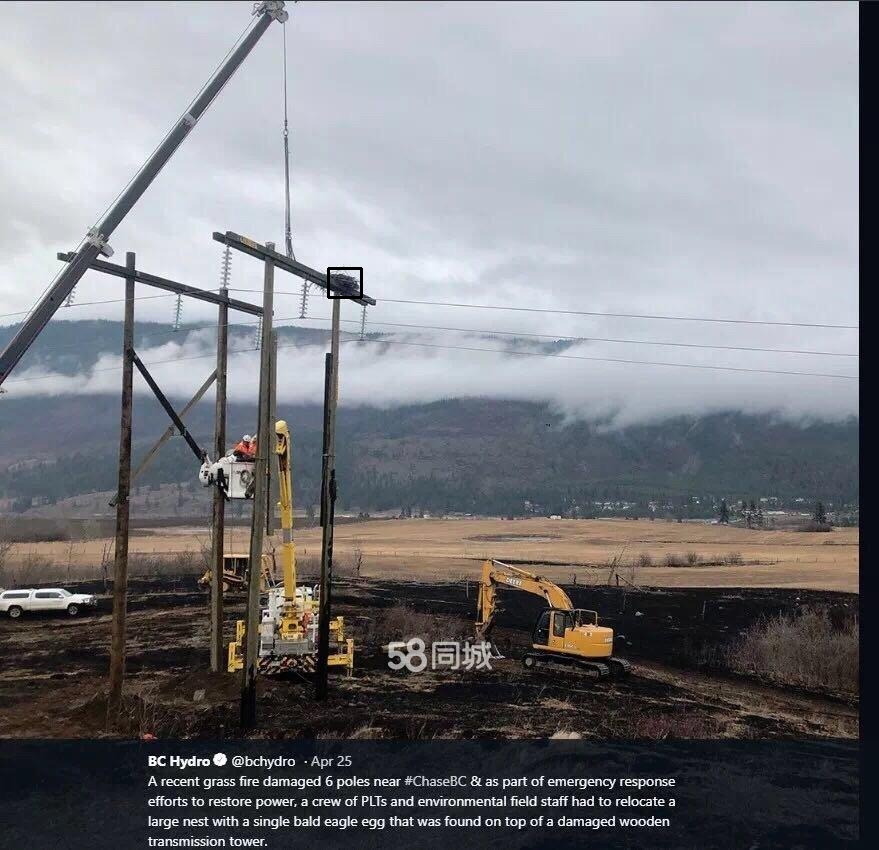 58同城
BC Hydro @bchydro · Apr 25
A recent grass fire damaged 6 poles near #ChaseBC & as part of emergency response
efforts to restore power, a crew of PLTs and environmental field staff had to relocate a
large nest with a single bald eagle egg that was found on top of a damaged wooden
transmission tower.